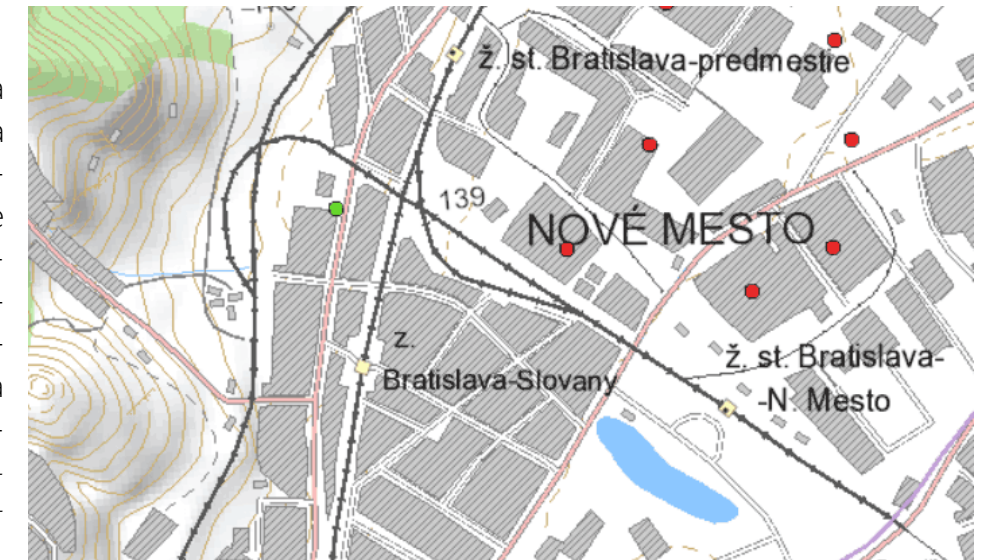 ž. st. Bratislava-predmestie
139
NOVÉ MESTO
z.
Bratislava-Slovany
ž. st. Bratislava-
-N. Mesto